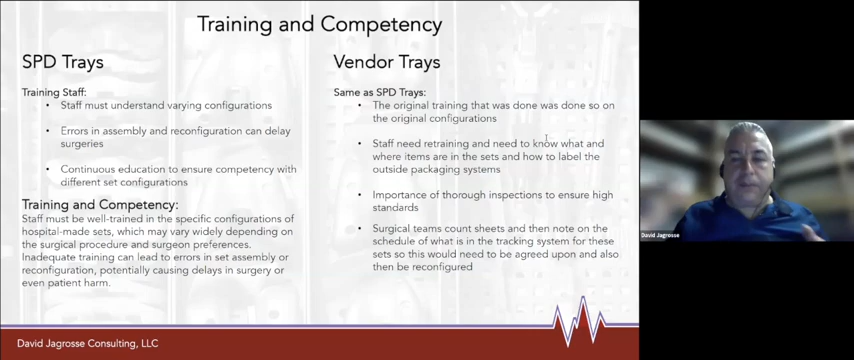 Training and Competency
SPD Trays
Training Staff:
• Staff must understand varying configurations
• Errors in assembly and reconfiguration can delay
surgeries
• Continuous education to ensure competency with
different set configurations
Training and Competency:
Staff must be well-trained in the specific configurations of
hospital-made sets, which may vary widely depending on
the surgical procedure and surgeon preferences.
Inadequate training can lead to errors in set assembly or
reconfiguration, potentially causing delays in surgery or
even patient harm.
Vendor Trays
Same as SPD Trays:
• The original training that was done was done so on
the original configurations
• Staff need retraining and need to know what and
where items are in the sets and how to label the
outside packaging systems
• Importance of thorough inspections to ensure high
standards
• Surgical teams count sheets and then note on the
schedule of what is in the tracking system for these
sets so this would need to be agreed upon and also
then be reconfigured
David Jagrosse
David Jagrosse Consulting, LLC